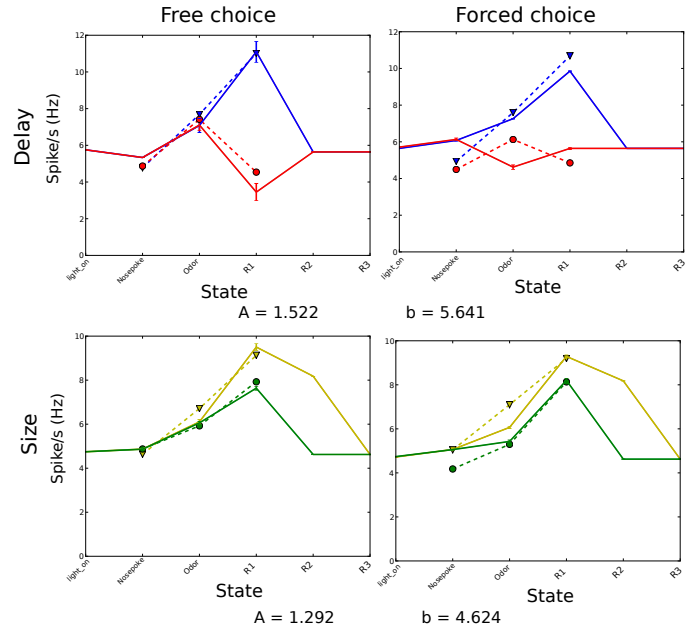 Free choice Forced choice
Delay
Spike/s (Hz)
12
10
8
6
4
2
0
light_on Nosepoke Odor R1 R2 R3
State
12
10
8
6
4
2
0
light_on Nosepoke Odor R1 R2 R3
State
A = 1.522 b = 5.641
Size
Spike/s (Hz)
10
8
6
4
2
0
light_on Nosepoke Odor R1 R2 R3
State
10
8
6
4
2
0
light_on Nosepoke Odor R1 R2 R3
State
A = 1.292 b = 4.624